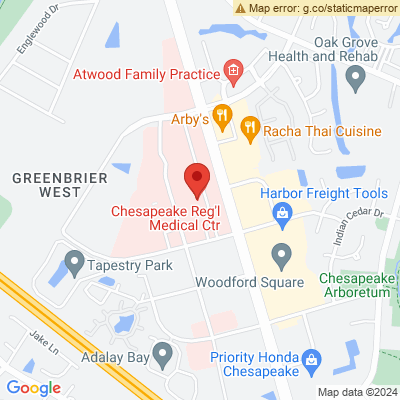 Map error: g.co/staticmaperror
Englewood Dr
Oak Grove
Health and Rehab
Atwood Family Practice
Arby's
Racha Thai Cuisine
GREENBRIER
WEST
Harbor Freight Tools
Chesapeake Reg'l
Medical Ctr
Indian Cedar Dr
Tapestry Park
Woodford Square
Chesapeake
Arboretum
Jake Ln
Adalay Bay
Priority Honda
Chesapeake
Google
Map data ©2024